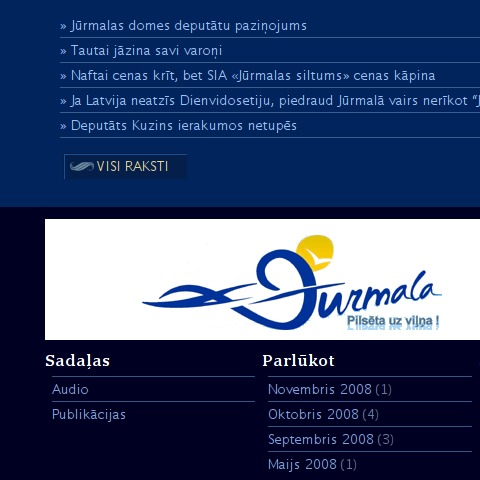 » Jūrmalas domes deputātu paziņojums
» Tautai jāzina savi varoņi
» Naftai cenas krīt, bet SIA «Jūrmalas siltums» cenas kāpina
» Ja Latvija neatzīs Dienvidosetiju, piedraud Jūrmalā vairs nerīkot “J
» Deputāts Kuzins ierakumos netupēs
VISI RAKSTI
Jurmala
Pilsēta uz viļņa !
Sadaļas
Parlūkot
Audio
Novembris 2008 (1)
Publikācijas
Oktobris 2008 (4)
Septembris 2008 (3)
Maijs 2008 (1)